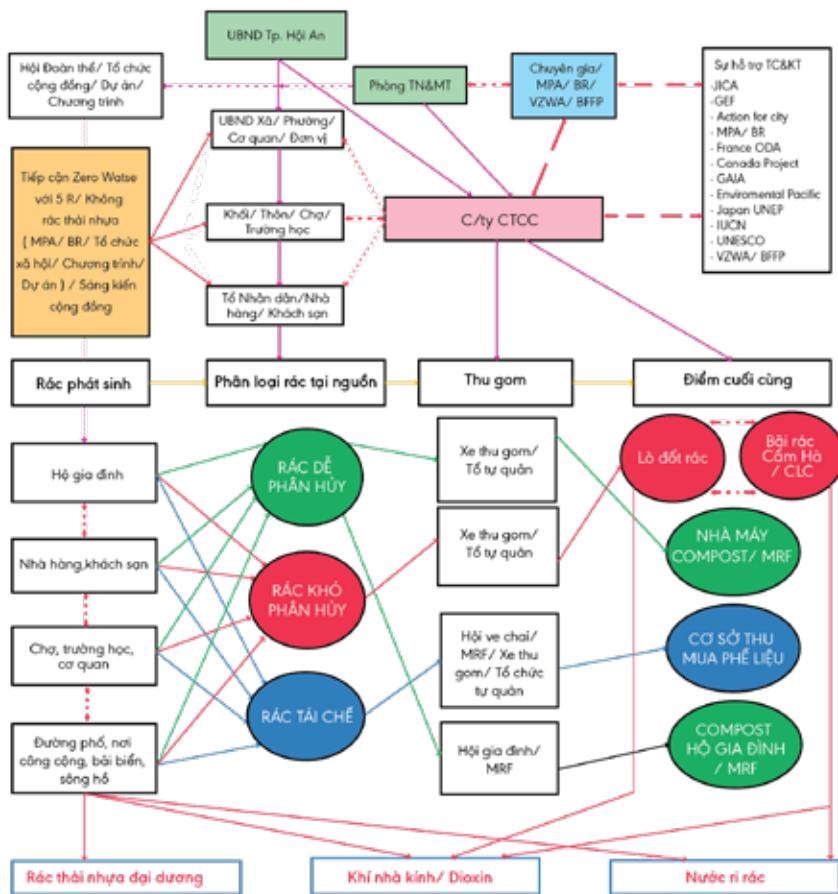 UBND Tp. Hội An
Hội Đoàn thể/ Tổ chức
cộng đồng/ Dự án/
Chương trình
Phòng TN&MT
Chuyên gia/
MPA/ BR/
VZWA/ BFFP
Sự hỗ trợ TC&KT
-JICA
-GEF
- Action for city
- MPA/ BR
- France ODA
- Canada Project
- GAIA
- Enviromental Pacific
- Japan UNEP
- IUCN
- UNESCO
- VZWA/ BFFP
UBND Xã/ Phường/
Cơ quan/ Đơn vị
Tiếp cận Zero Watse
với 5 R/ Không
rác thải nhựa
( MPA/ BR/ Tổ chức
xã hội/ Chương trình/
Dự án ) / Sáng kiến
cộng đồng
Khối/ Thôn/ Chợ/
Trường học
C/ty CTCC
Tổ Nhân dân/Nhà
hàng/ Khách sạn
Rác phát sinh
Phân loại rác tại nguồn
Thu gom
Điểm cuối cùng
Hộ gia đình
RÁC DỄ
PHÂN HỦY
Xe thu gom/
Tổ tự quản
Lò đốt rác
Bãi rác
Cẩm Hà
/ CLC
Nhà hàng,khách sạn
RÁC KHÓ
PHÂN HỦY
Xe thu gom/
Tổ tự quản
NHÀ MÁY
COMPOST/ MRF
Chợ, trường học,
cơ quan
RÁC TÁI CHẾ
Hội ve chai/
MRF/ Xe thu
gom/ Tổ chức
tự quản
CƠ SỞ THU
MUA PHẾ LIỆU
Đường phố, nơi
công cộng, bãi biển,
sông hồ
Hội gia đình/
MRF
COMPOST
HỘ GIA ĐÌNH
/ MRF
Rác thải nhựa đại dương
Khí nhà kính/ Dioxin
Nước rỉ rác